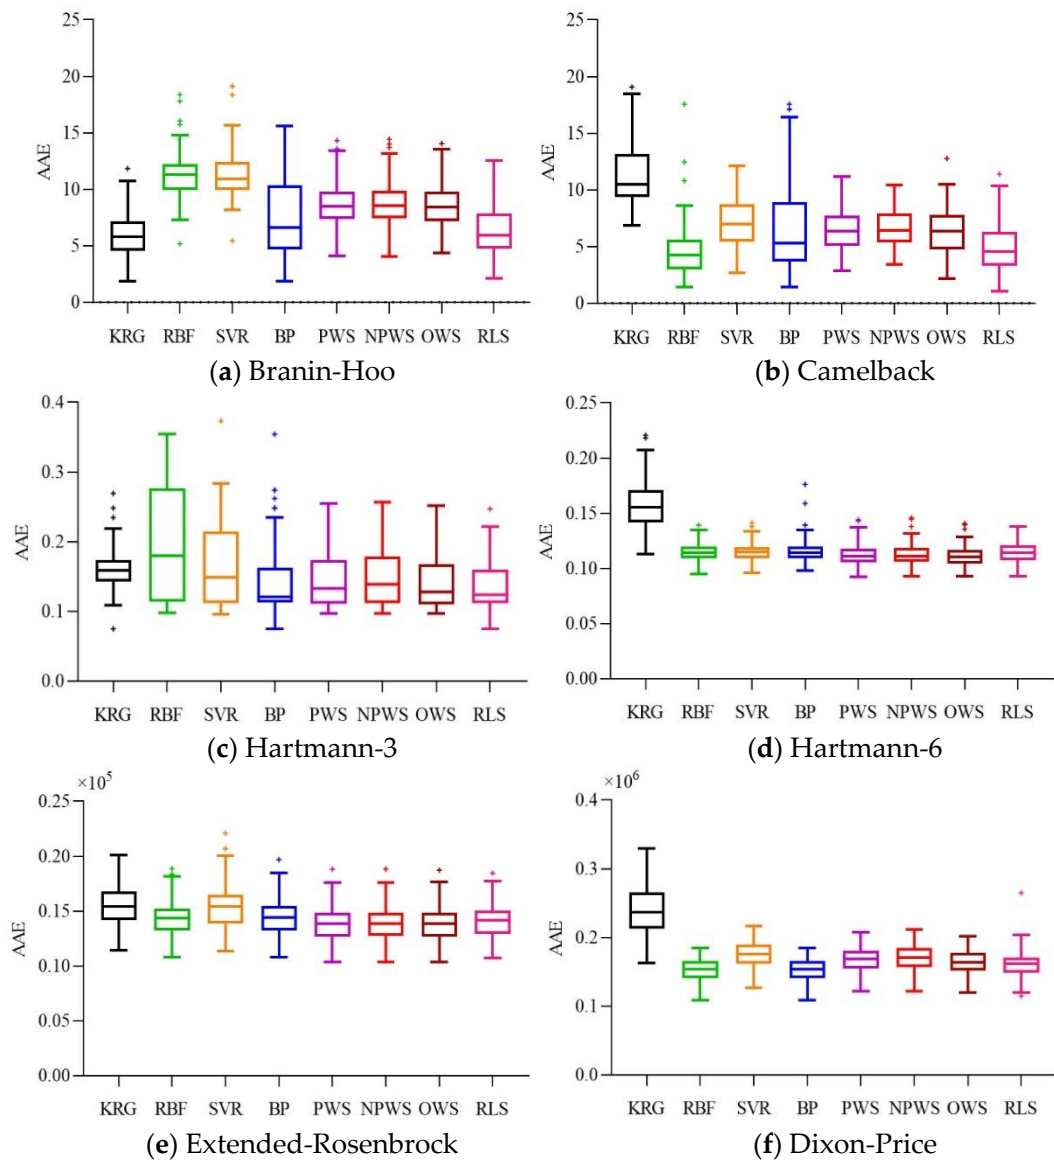 25
20
15
10
5
0
AAE
KRG RBF SVR BP PWS NPWS OWS RLS
(a) Branin-Hoo
25
20
15
10
5
0
AAE
KRG RBF SVR BP PWS NPWS OWS RLS
(b) Camelback
0.4
0.3
0.2
0.1
0.0
AAE
KRG RBF SVR BP PWS NPWS OWS RLS
(c) Hartmann-3
0.25
0.20
0.15
0.10
0.05
0.00
AAE
KRG RBF SVR BP PWS NPWS OWS RLS
(d) Hartmann-6
×10^5
0.25
0.20
0.15
0.10
0.05
0.00
AAE
KRG RBF SVR BP PWS NPWS OWS RLS
(e) Extended-Rosenbrock
×10^6
0.4
0.3
0.2
0.1
0.0
AAE
KRG RBF SVR BP PWS NPWS OWS RLS
(f) Dixon-Price